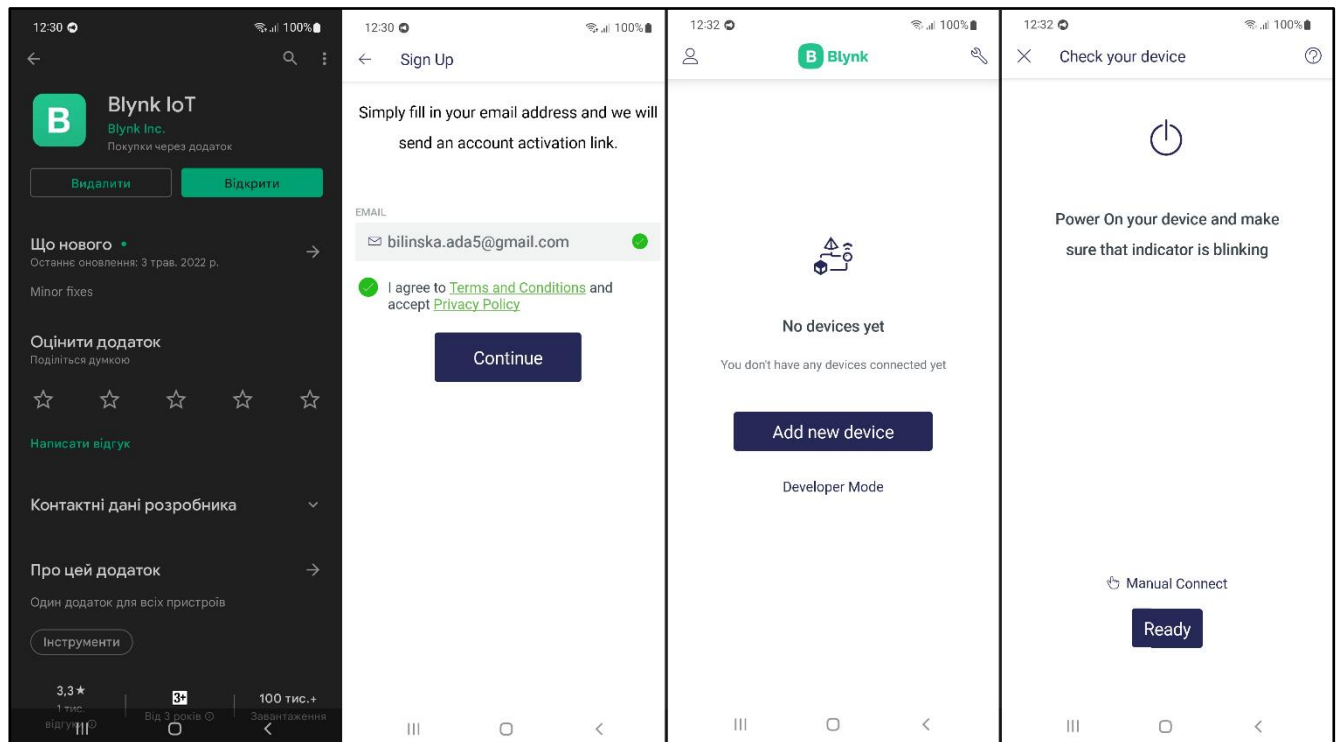 12:30 100%
Blynk IoT
Blynk Inc.
Покупки через додаток
Видалити Відкрити
Що нового •
Останнє оновлення: 3 трав. 2022 р.
Minor fixes
Оцінити додаток
Поділіться думкою
Написати відгук
Контактні дані розробника
Про цей додаток
Один додаток для всіх пристроїв
Інструменти
3,3★ 3+ 100 тис.+
1 тис. Від 3 років Завантаження
відгуки
12:30 100%
Sign Up
Simply fill in your email address and we will
send an account activation link.
EMAIL
bilinska.ada5@gmail.com
I agree to Terms and Conditions and
accept Privacy Policy
Continue
12:32 100%
B Blynk
No devices yet
You don't have any devices connected yet
Add new device
Developer Mode
12:32 100%
Check your device
Power On your device and make
sure that indicator is blinking
Manual Connect
Ready